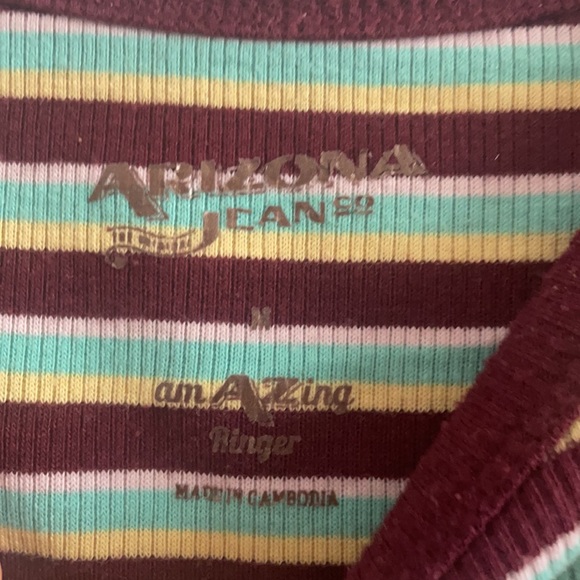 ARIZONA
JEAN CO
M
amAZing
Ringer
MADE IN CAMBODIA